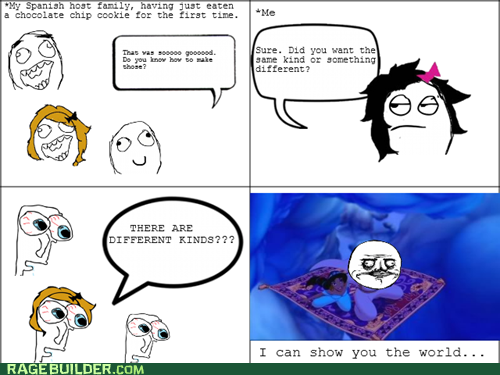 *My Spanish host family, having just eaten
a chocolate chip cookie for the first time.
That was sooooo goooood.
Do you know how to make
those?
*Me
Sure. Did you want the
same kind or something
different?
THERE ARE
DIFFERENT KINDS???
I can show you the world...
RAGEBUILDER.COM